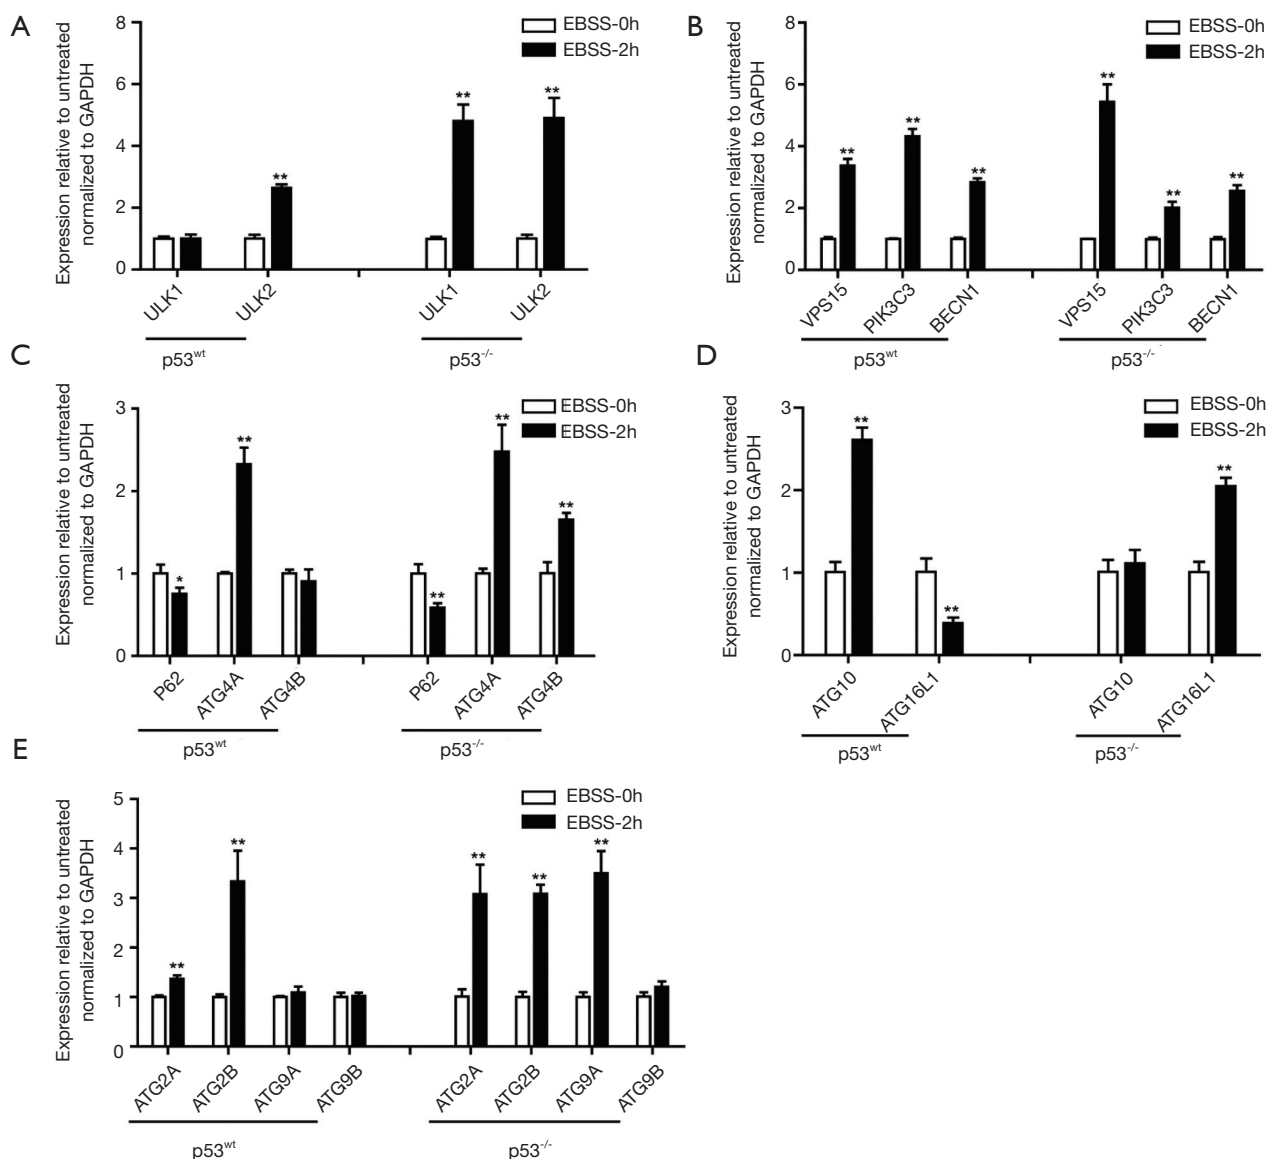 A
Expression relative to untreated
normalized to GAPDH
8
6
4
2
0
EBSS-0h
EBSS-2h
**
**
**
ULK1
ULK2
ULK1
ULK2
p53wt
p53-/-
B
Expression relative to untreated
normalized to GAPDH
8
6
4
2
0
EBSS-0h
EBSS-2h
**
**
**
**
**
**
VPS15
PIK3C3
BECN1
VPS15
PIK3C3
BECN1
p53wt
p53-/-
C
Expression relative to untreated
normalized to GAPDH
3
2
1
0
EBSS-0h
EBSS-2h
*
**
**
**
**
P62
ATG4A
ATG4B
P62
ATG4A
ATG4B
p53wt
p53-/-
D
Expression relative to untreated
normalized to GAPDH
3
2
1
0
EBSS-0h
EBSS-2h
**
**
**
ATG10
ATG16L1
ATG10
ATG16L1
p53wt
p53-/-
E
Expression relative to untreated
normalized to GAPDH
5
4
3
2
1
0
EBSS-0h
EBSS-2h
**
**
**
**
**
ATG2A
ATG2B
ATG9A
ATG9B
ATG2A
ATG2B
ATG9A
ATG9B
p53wt
p53-/-